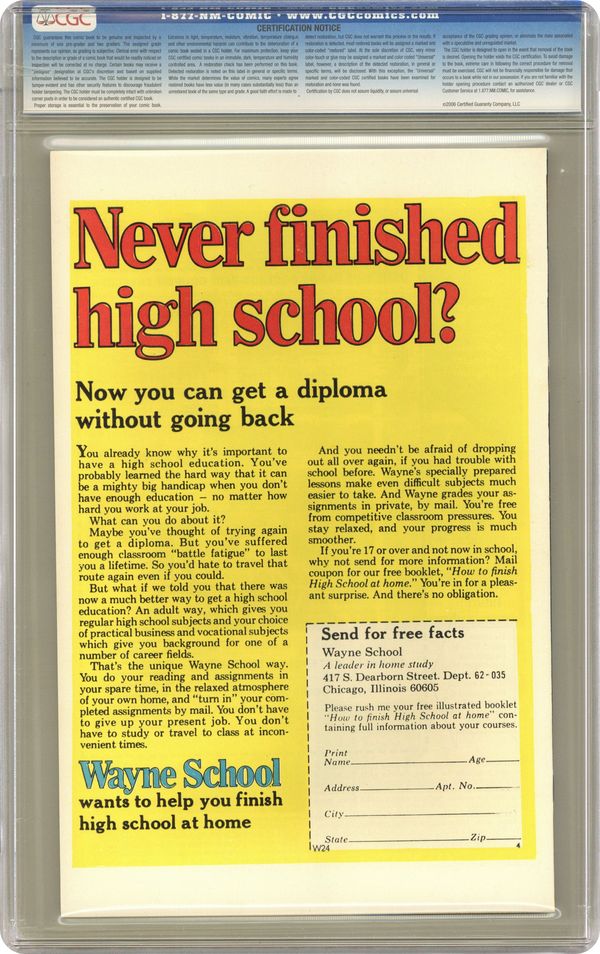 CGC
1-877-NM-COMIC • www.CGCcomics.com
CERTIFICATION NOTICE
©2006 Certified Guaranty Company, LLC
Never finished
high school?
Now you can get a diploma
without going back
You already know why it's important to
have a high school education. You've
probably learned the hard way that it can
be a mighty big handicap when you don't
have enough education — no matter how
hard you work at your job.
What can you do about it?
Maybe you've thought of trying again
to get a diploma. But you've suffered
enough classroom "battle fatigue" to last
you a lifetime. So you'd hate to travel that
route again even if you could.
But what if we told you that there was
now a much better way to get a high school
education? An adult way, which gives you
regular high school subjects and your choice
of practical business and vocational subjects
which give you background for one of a
number of career fields.
That's the unique Wayne School way.
You do your reading and assignments in
your spare time, in the relaxed atmosphere
of your own home, and "turn in" your com-
pleted assignments by mail. You don't have
to give up your present job. You don't
have to study or travel to class at incon-
venient times.
Wayne School
wants to help you finish
high school at home
And you needn't be afraid of dropping
out all over again, if you had trouble with
school before. Wayne's specially prepared
lessons make even difficult subjects much
easier to take. And Wayne grades your as-
signments in private, by mail. You're free
from competitive classroom pressures. You
stay relaxed, and your progress is much
smoother.
If you're 17 or over and not now in school,
why not send for more information? Mail
coupon for our free booklet, "How to finish
High School at home." You're in for a pleas-
ant surprise. And there's no obligation.
Send for free facts
Wayne School
A leader in home study
417 S. Dearborn Street. Dept. 62-035
Chicago, Illinois 60605
Please rush me your free illustrated booklet
"How to finish High School at home" con-
taining full information about your courses.
Print
Name Age
Address Apt. No.
City
State Zip
W24 4